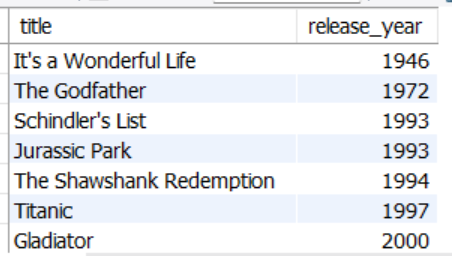 title release_year
It's a Wonderful Life 1946
The Godfather 1972
Schindler's List 1993
Jurassic Park 1993
The Shawshank Redemption 1994
Titanic 1997
Gladiator 2000